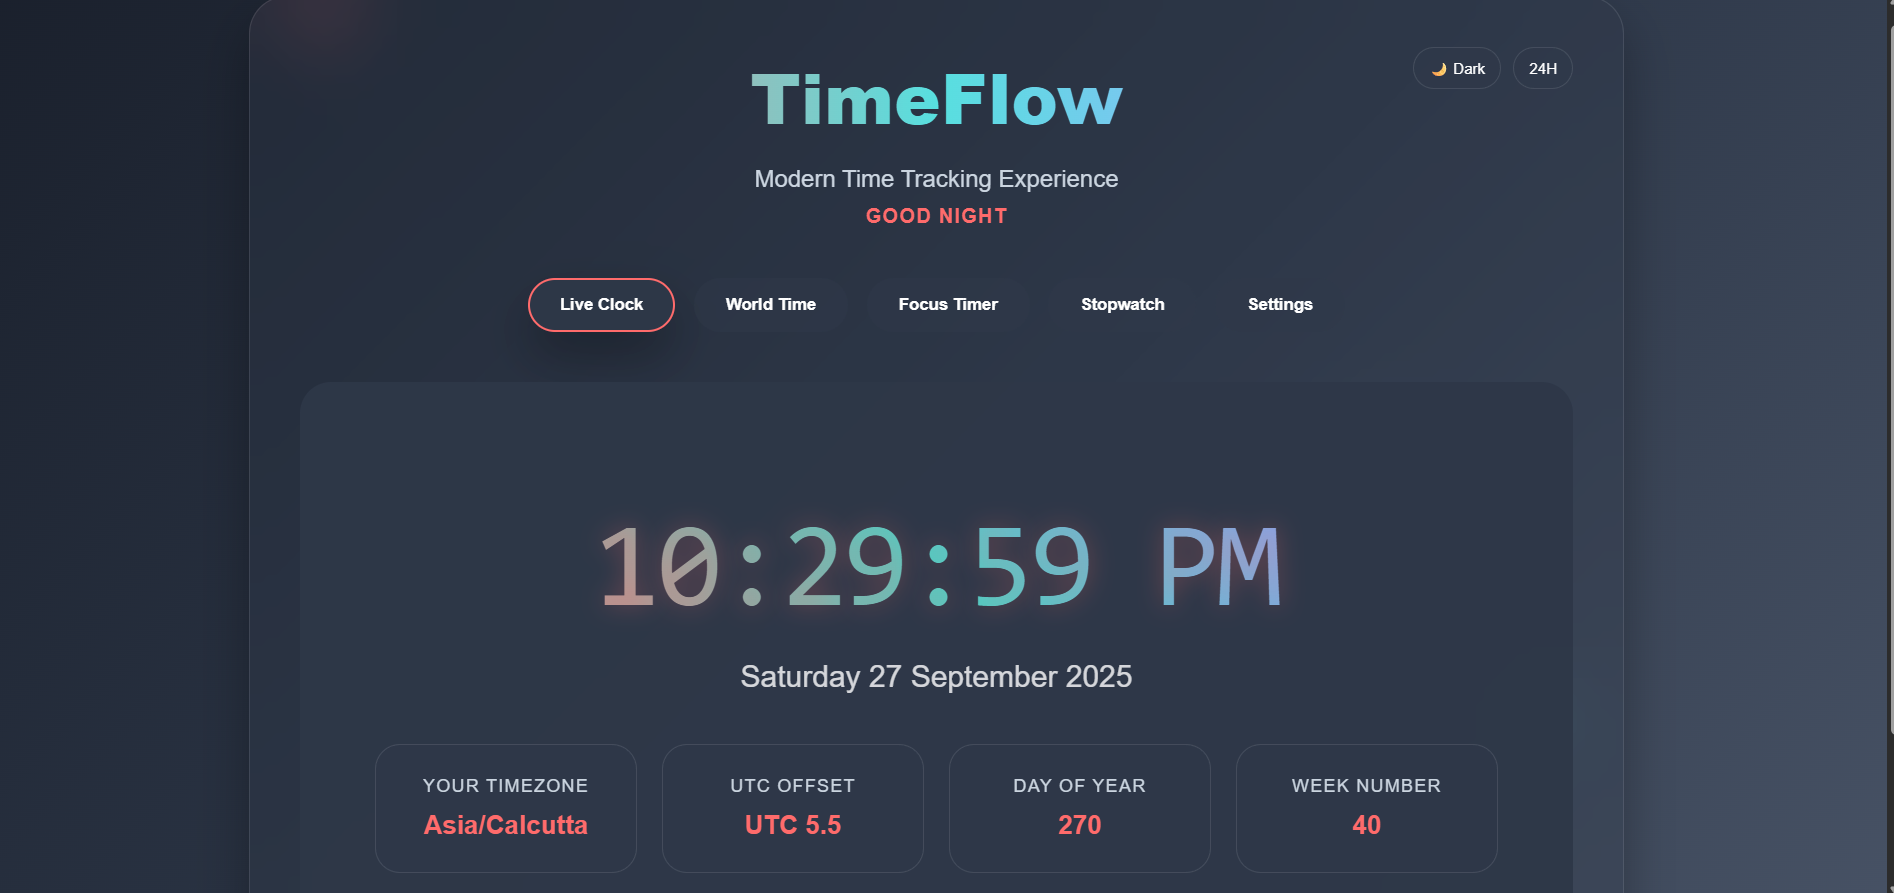 🌙 Dark
24H
TimeFlow
Modern Time Tracking Experience
GOOD NIGHT
Live Clock
World Time
Focus Timer
Stopwatch
Settings
10:29:59 PM
Saturday 27 September 2025
YOUR TIMEZONE
Asia/Calcutta
UTC OFFSET
UTC 5.5
DAY OF YEAR
270
WEEK NUMBER
40